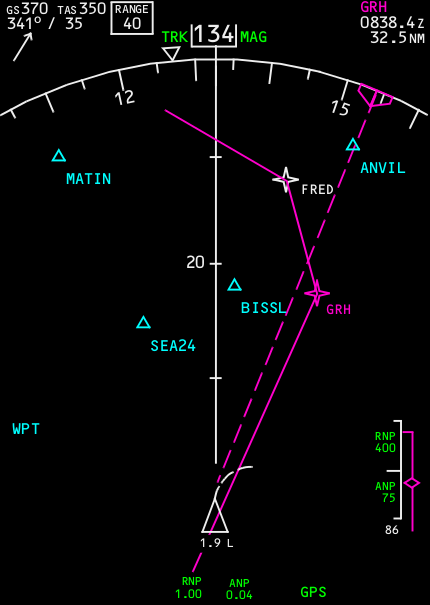 GS370 TAS350
341° / 35
RANGE
40
GRH
0838.4z
32.5NM
TRK 134 MAG
12
15
ANVIL
MATIN
FRED
20
BISSL
GRH
SEA24
WPT
RNP
400
ANP
75
86
1.9 L
RNP
1.00
ANP
0.04
GPS